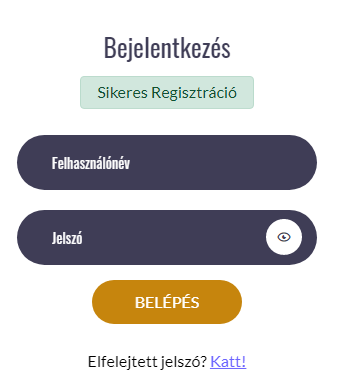 Bejelentkezés
Sikeres Regisztráció
Felhasználónév
Jelszó
BELÉPÉS
Elfelejtett jelszó? Katt!